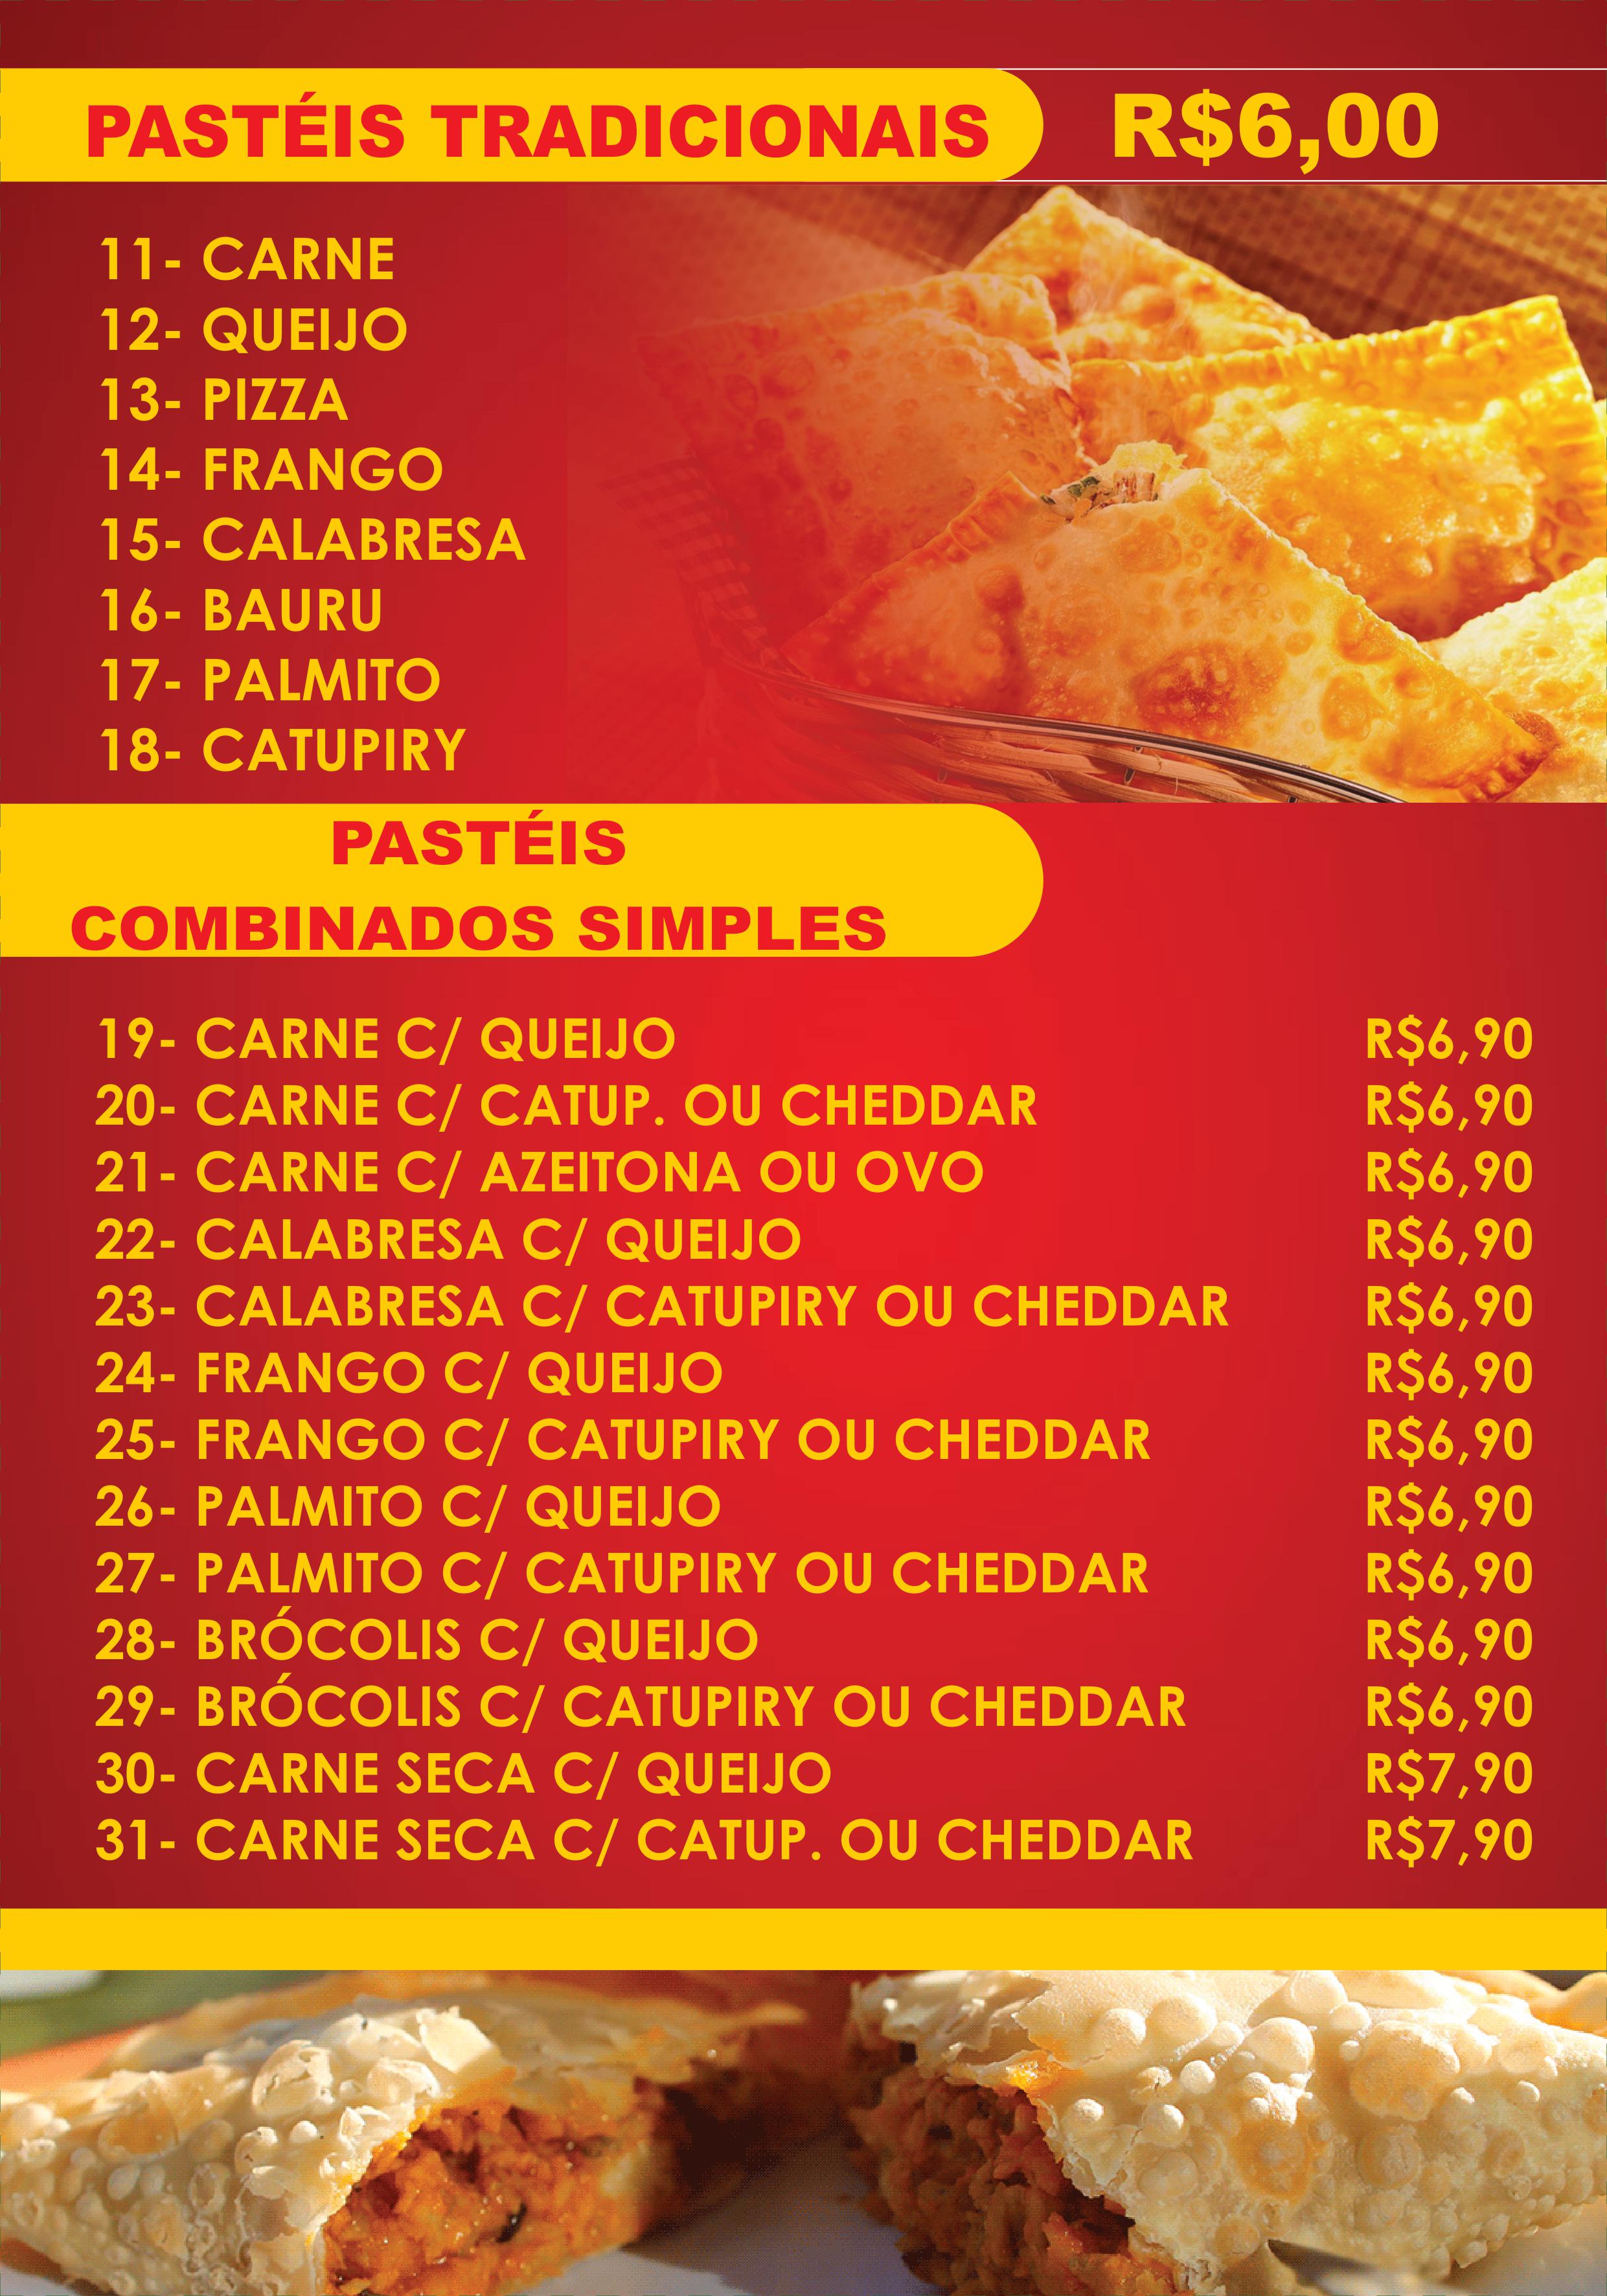 PASTÉIS TRADICIONAIS R$6,00
11- CARNE
12- QUEIJO
13- PIZZA
14- FRANGO
15- CALABRESA
16- BAURU
17- PALMITO
18- CATUPIRY
PASTÉIS
COMBINADOS SIMPLES
19- CARNE C/ QUEIJO R$6,90
20- CARNE C/ CATUP. OU CHEDDAR R$6,90
21- CARNE C/ AZEITONA OU OVO R$6,90
22- CALABRESA C/ QUEIJO R$6,90
23- CALABRESA C/ CATUPIRY OU CHEDDAR R$6,90
24- FRANGO C/ QUEIJO R$6,90
25- FRANGO C/ CATUPIRY OU CHEDDAR R$6,90
26- PALMITO C/ QUEIJO R$6,90
27- PALMITO C/ CATUPIRY OU CHEDDAR R$6,90
28- BRÓCOLIS C/ QUEIJO R$6,90
29- BRÓCOLIS C/ CATUPIRY OU CHEDDAR R$6,90
30- CARNE SECA C/ QUEIJO R$7,90
31- CARNE SECA C/ CATUP. OU CHEDDAR R$7,90